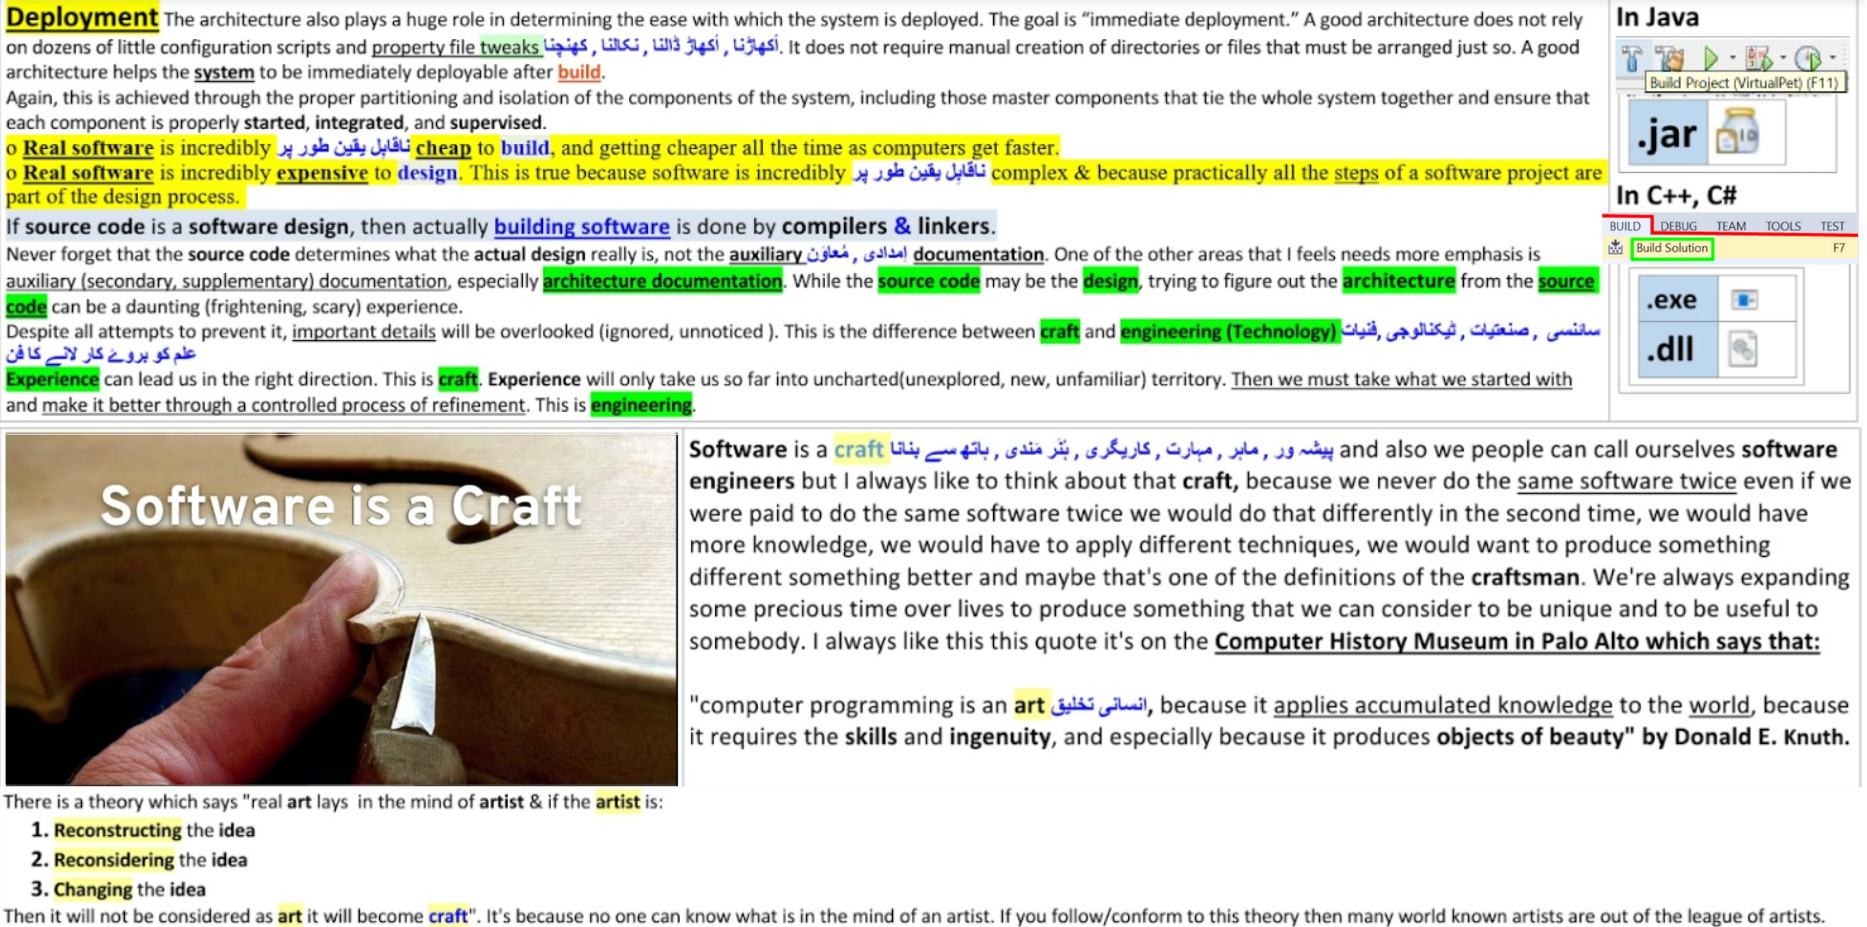 Deployment The architecture also plays a huge role in determining the ease with which the system is deployed. The goal is “immediate deployment.” A good architecture does not rely
on dozens of little configuration scripts and property file tweaks اُکھاڑنا , اُکھاڑ ڈالنا , نکالنا , کھنچنا. It does not require manual creation of directories or files that must be arranged just so. A good
architecture helps the system to be immediately deployable after build.
Again, this is achieved through the proper partitioning and isolation of the components of the system, including those master components that tie the whole system together and ensure that
each component is properly started, integrated, and supervised.
o Real software is incredibly ناقابِل یقین طور پر cheap to build, and getting cheaper all the time as computers get faster.
o Real software is incredibly expensive to design. This is true because software is incredibly ناقابِل یقین طور پر complex & because practically all the steps of a software project are
part of the design process.
If source code is a software design, then actually building software is done by compilers & linkers.
Never forget that the source code determines what the actual design really is, not the auxiliary اِمدادی , مُعاوَن documentation. One of the other areas that I feels needs more emphasis is
auxiliary (secondary, supplementary) documentation, especially architecture documentation. While the source code may be the design, trying to figure out the architecture from the source
code can be a daunting (frightening, scary) experience.
Despite all attempts to prevent it, important details will be overlooked (ignored, unnoticed ). This is the difference between craft and engineering (Technology) سائنسی , صنعتیات , ٹیکنالوجی ,فنیات
علم کو بروۓ کار لانے کا فن
Experience can lead us in the right direction. This is craft. Experience will only take us so far into uncharted(unexplored, new, unfamiliar) territory. Then we must take what we started with
and make it better through a controlled process of refinement. This is engineering.
In Java
Build Project (VirtualPet) (F11)
.jar
In C++, C#
BUILD DEBUG TEAM TOOLS TEST
Build Solution F7
.exe
.dll
Software is a Craft
Software is a craft پیشہ ور , ماہر , مہارت , کاریگری , ہُنَر مَندی , ہاتھ سے بنانا and also we people can call ourselves software
engineers but I always like to think about that craft, because we never do the same software twice even if we
were paid to do the same software twice we would do that differently in the second time, we would have
more knowledge, we would have to apply different techniques, we would want to produce something
different something better and maybe that's one of the definitions of the craftsman. We're always expanding
some precious time over lives to produce something that we can consider to be unique and to be useful to
somebody. I always like this this quote it's on the Computer History Museum in Palo Alto which says that:
"computer programming is an art انسانی تخلیق, because it applies accumulated knowledge to the world, because
it requires the skills and ingenuity, and especially because it produces objects of beauty" by Donald E. Knuth.
There is a theory which says "real art lays in the mind of artist & if the artist is:
1. Reconstructing the idea
2. Reconsidering the idea
3. Changing the idea
Then it will not be considered as art it will become craft". It's because no one can know what is in the mind of an artist. If you follow/conform to this theory then many world known artists are out of the league of artists.